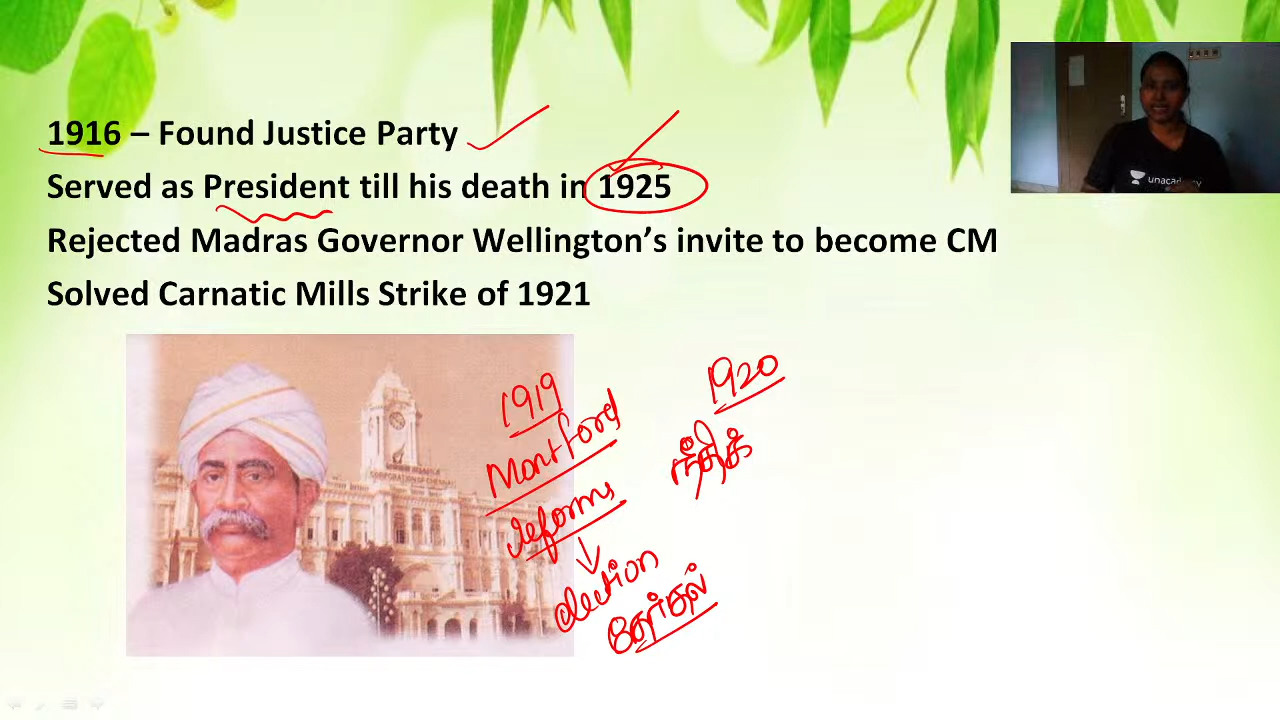 1916 – Found Justice Party
Served as President till his death in 1925
Rejected Madras Governor Wellington’s invite to become CM
Solved Carnatic Mills Strike of 1921
1919
Montford
reforms
election
தேர்தல்
1920
unacademy